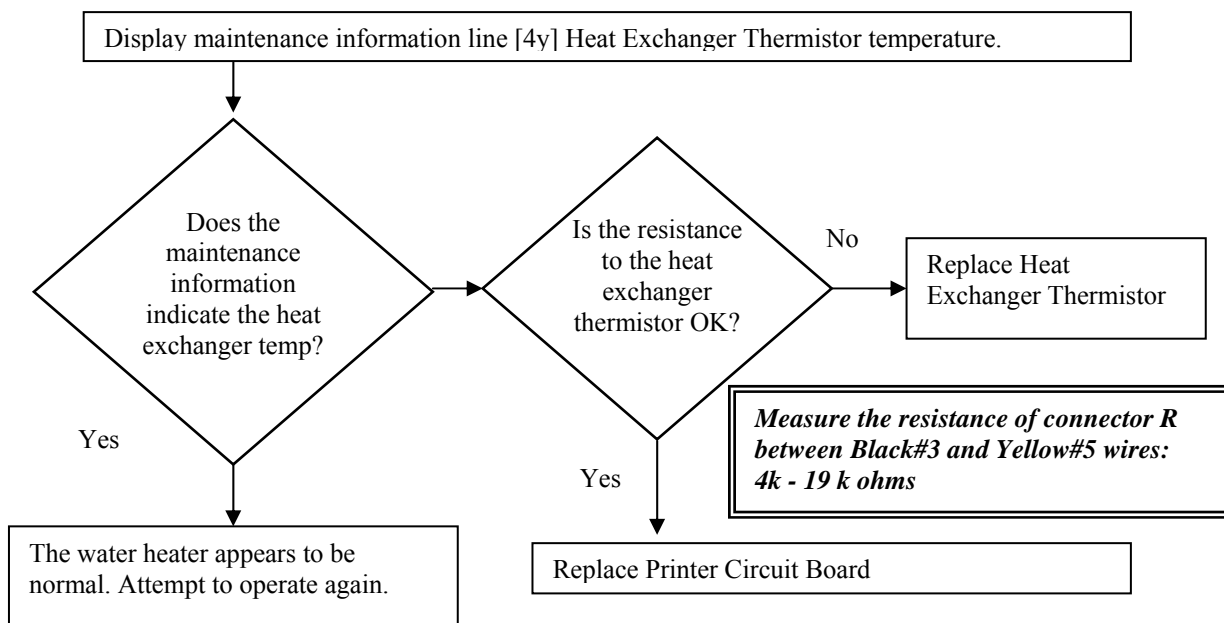 Display maintenance information line [4y] Heat Exchanger Thermistor temperature.
Does the
maintenance
information
indicate the heat
exchanger temp?
Is the resistance
to the heat
exchanger
thermistor OK?
No
Replace Heat
Exchanger Thermistor
Measure the resistance of connector R
between Black#3 and Yellow#5 wires:
4k - 19 k ohms
Yes
Yes
The water heater appears to be
normal. Attempt to operate again.
Replace Printer Circuit Board